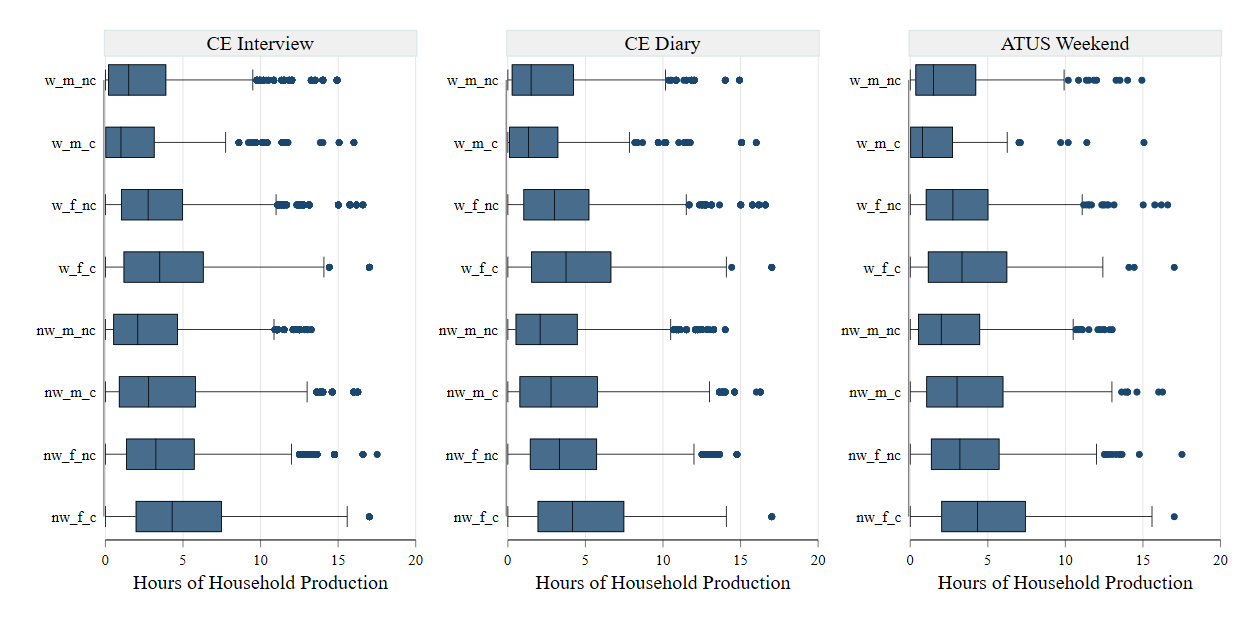 CE Interview
w_m_nc
w_m_c
w_f_nc
w_f_c
nw_m_nc
nw_m_c
nw_f_nc
nw_f_c
0 5 10 15 20
Hours of Household Production
CE Diary
w_m_nc
w_m_c
w_f_nc
w_f_c
nw_m_nc
nw_m_c
nw_f_nc
nw_f_c
0 5 10 15 20
Hours of Household Production
ATUS Weekend
w_m_nc
w_m_c
w_f_nc
w_f_c
nw_m_nc
nw_m_c
nw_f_nc
nw_f_c
0 5 10 15 20
Hours of Household Production